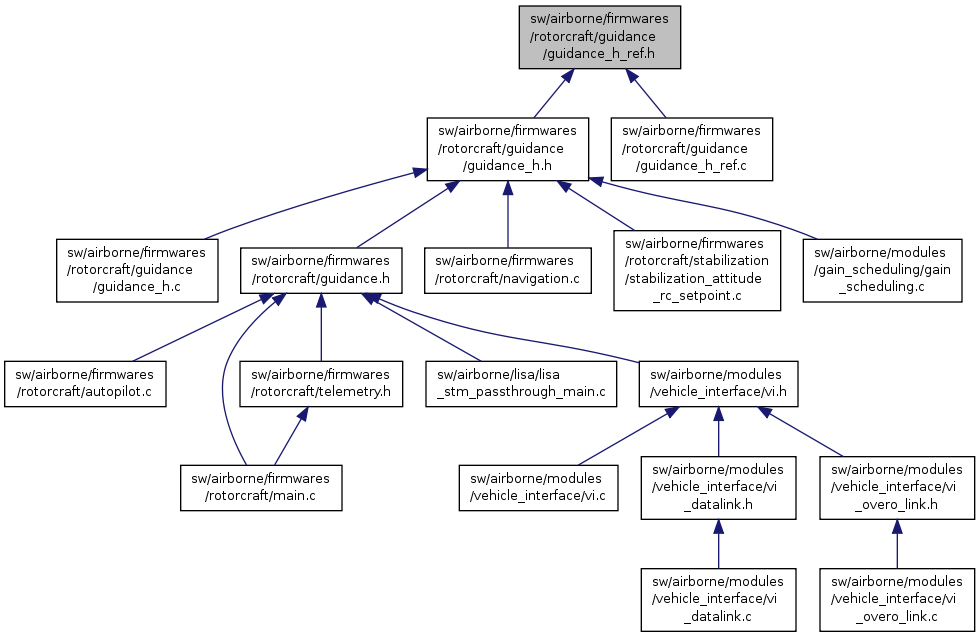 sw/airborne/firmwares
/rotorcraft/guidance
/guidance_h_ref.h
sw/airborne/firmwares
/rotorcraft/guidance
/guidance_h.h
sw/airborne/firmwares
/rotorcraft/guidance
/guidance_h_ref.c
sw/airborne/firmwares
/rotorcraft/guidance
/guidance_h.c
sw/airborne/firmwares
/rotorcraft/guidance.h
sw/airborne/firmwares
/rotorcraft/navigation.c
sw/airborne/firmwares
/rotorcraft/stabilization
/stabilization_attitude
_rc_setpoint.c
sw/airborne/modules
/gain_scheduling/gain
_scheduling.c
sw/airborne/firmwares
/rotorcraft/autopilot.c
sw/airborne/firmwares
/rotorcraft/telemetry.h
sw/airborne/lisa/lisa
_stm_passthrough_main.c
sw/airborne/modules
/vehicle_interface/vi.h
sw/airborne/firmwares
/rotorcraft/main.c
sw/airborne/modules
/vehicle_interface/vi.c
sw/airborne/modules
/vehicle_interface/vi
_datalink.h
sw/airborne/modules
/vehicle_interface/vi
_overo_link.h
sw/airborne/modules
/vehicle_interface/vi
_datalink.c
sw/airborne/modules
/vehicle_interface/vi
_overo_link.c